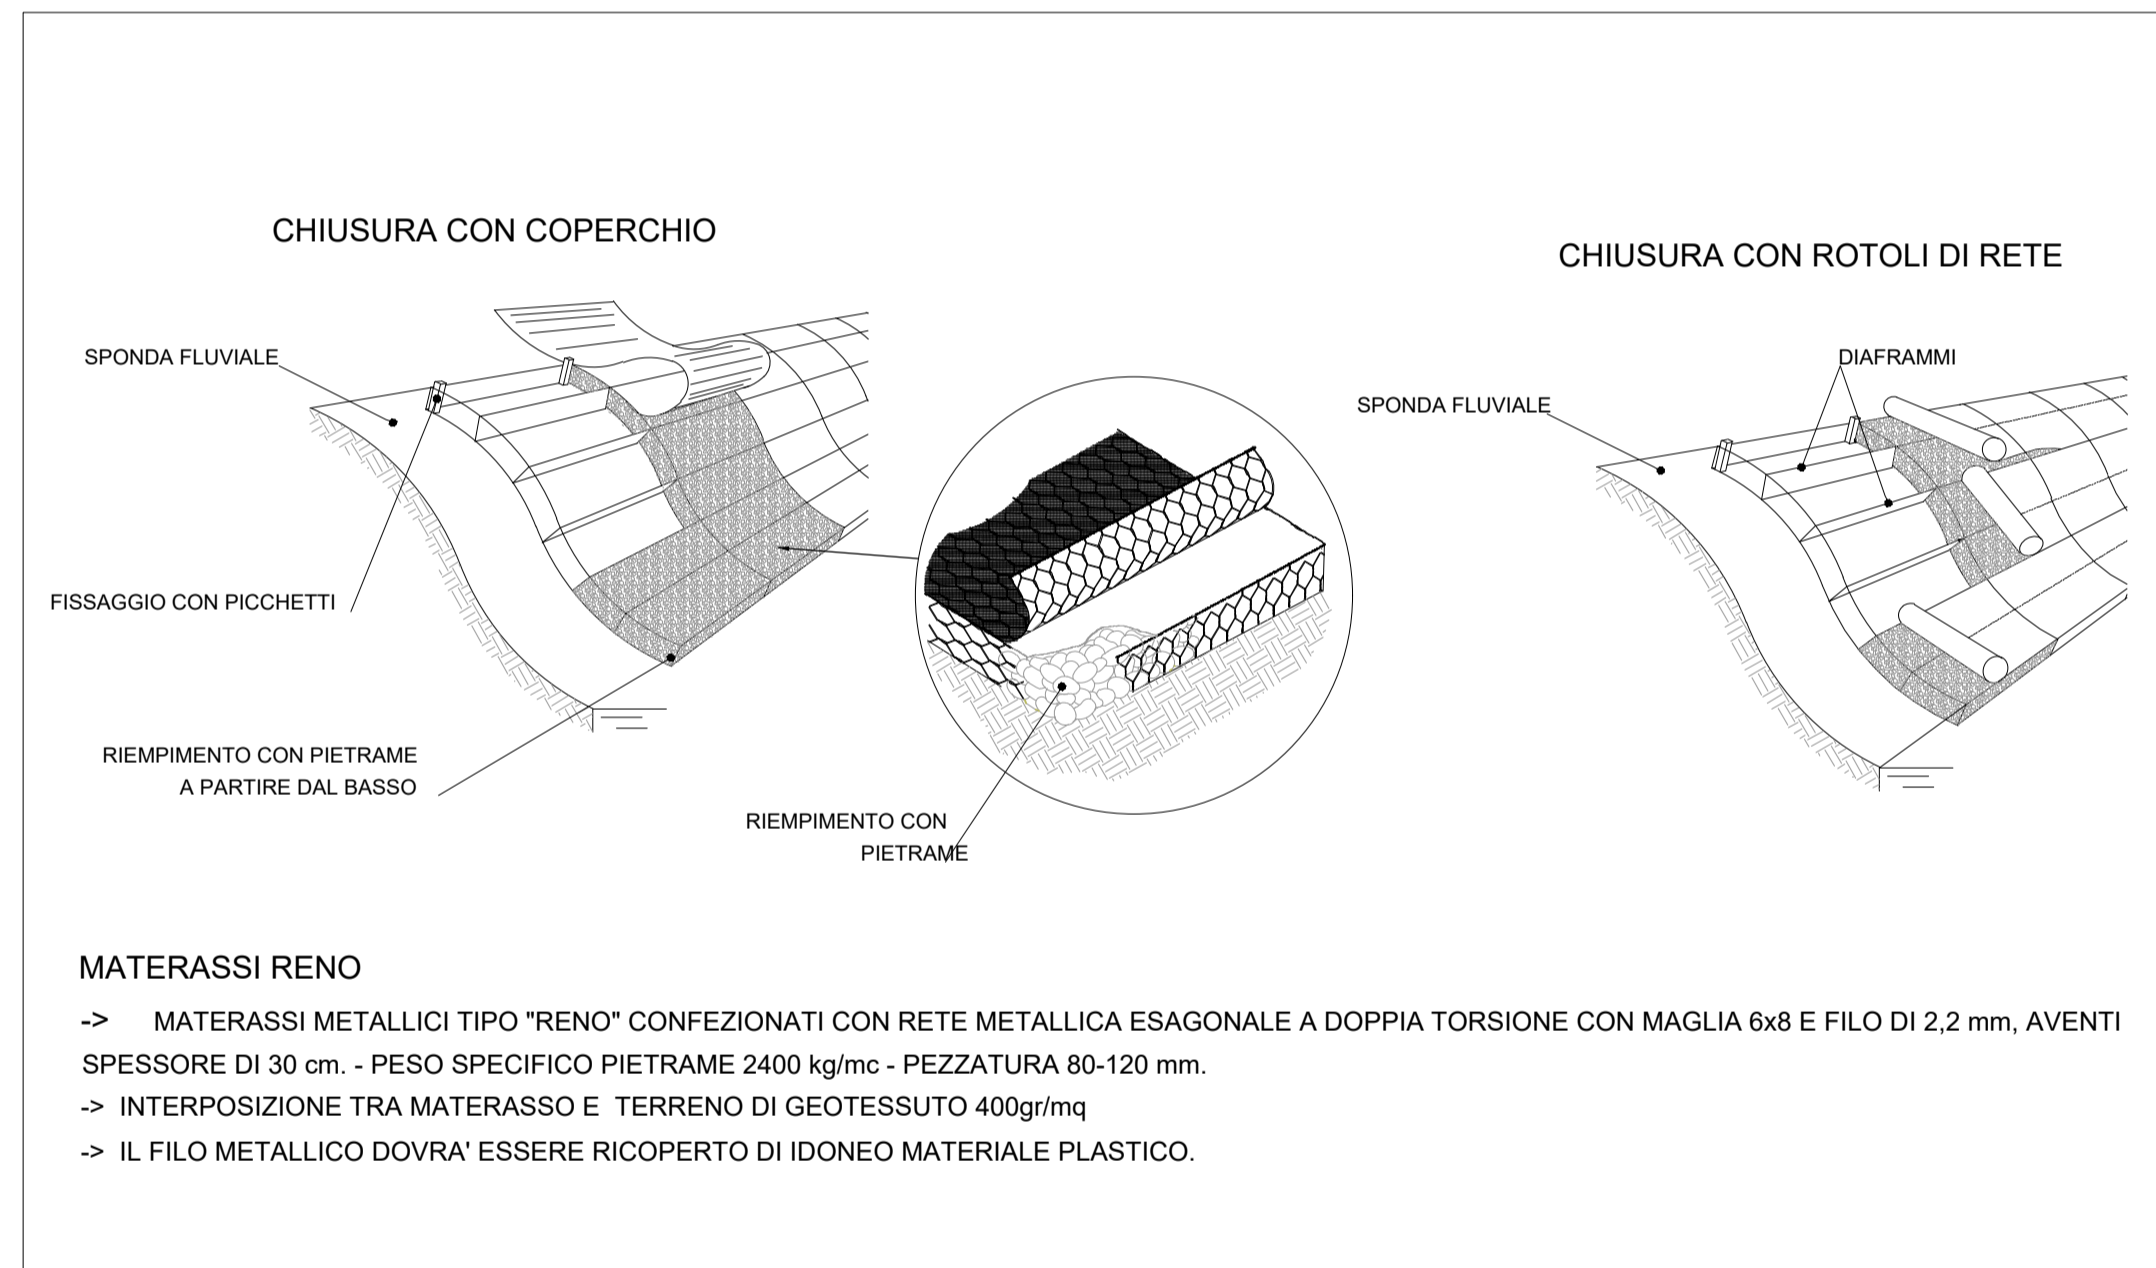 CHIUSURA CON COPERCHIO
CHIUSURA CON ROTOLI DI RETE
SPONDA FLUVIALE
DIAFRAMMI
SPONDA FLUVIALE
FISSAGGIO CON PICCHETTI
RIEMPIMENTO CON PIETRAME
A PARTIRE DAL BASSO
RIEMPIMENTO CON
PIETRAME
MATERASSI RENO
-> MATERASSI METALLICI TIPO "RENO" CONFEZIONATI CON RETE METALLICA ESAGONALE A DOPPIA TORSIONE CON MAGLIA 6x8 E FILO DI 2,2 mm, AVENTI
SPESSORE DI 30 cm. - PESO SPECIFICO PIETRAME 2400 kg/mc - PEZZATURA 80-120 mm.
-> INTERPOSIZIONE TRA MATERASSO E TERRENO DI GEOTESSUTO 400gr/mq
-> IL FILO METALLICO DOVRA' ESSERE RICOPERTO DI IDONEO MATERIALE PLASTICO.